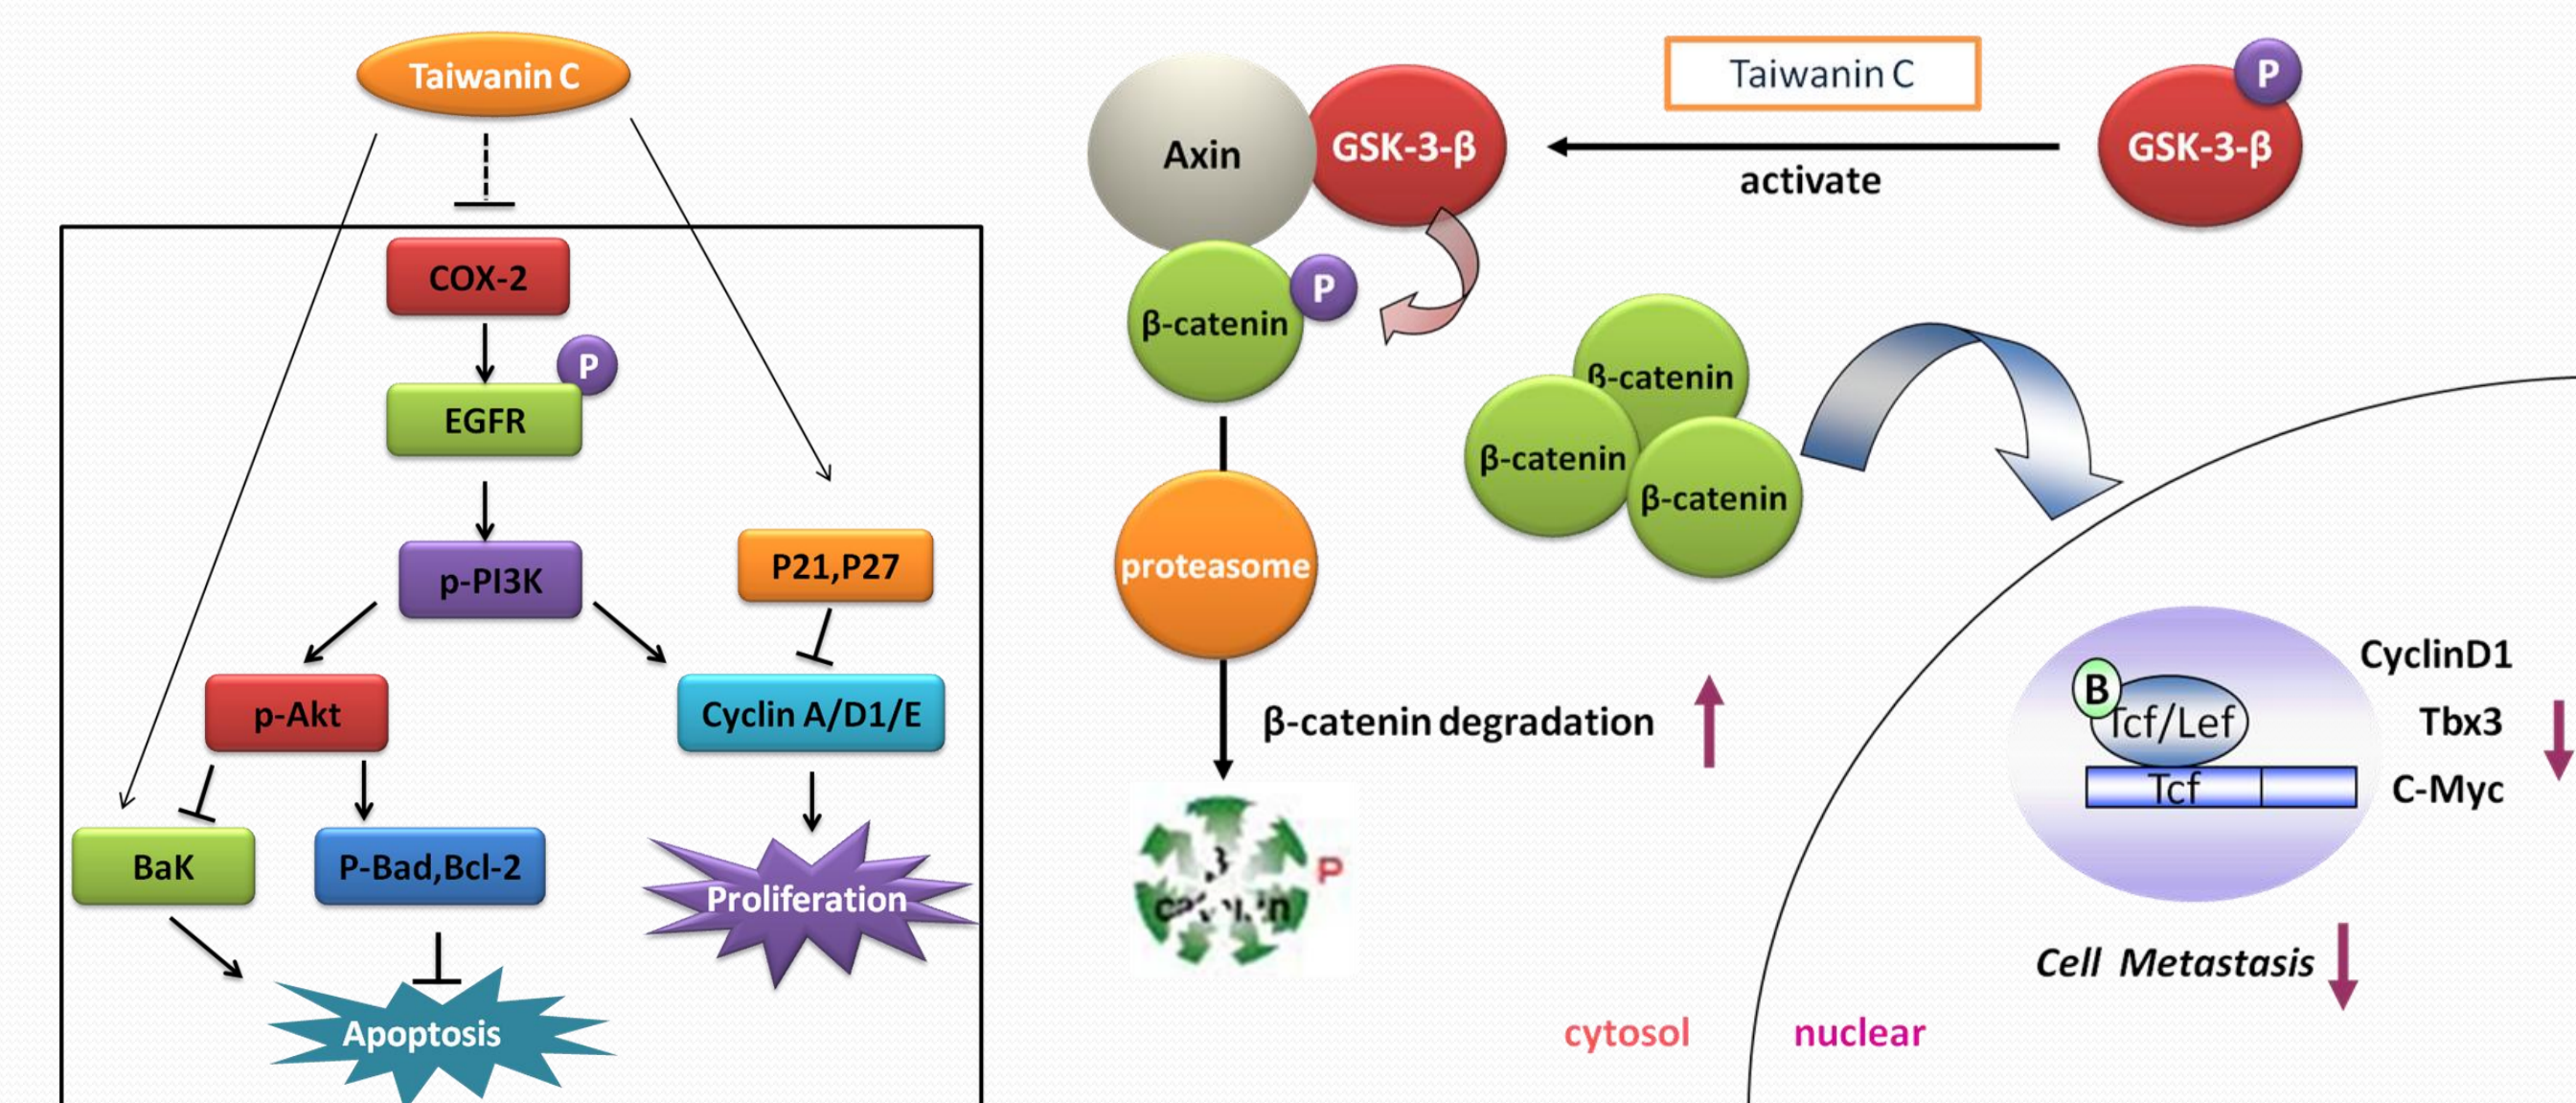 Taiwanin C
COX-2
P
EGFR
p-PI3K
P21,P27
p-Akt
Cyclin A/D1/E
BaK
P-Bad,Bcl-2
Proliferation
Apoptosis
Axin
GSK-3-β
Taiwanin C
activate
P
GSK-3-β
β-catenin
P
β-catenin
β-catenin
β-catenin
proteasome
β-catenin degradation
P
B
Tcf/Lef
Tcf
CyclinD1
Tbx3
C-Myc
Cell Metastasis
cytosol
nuclear